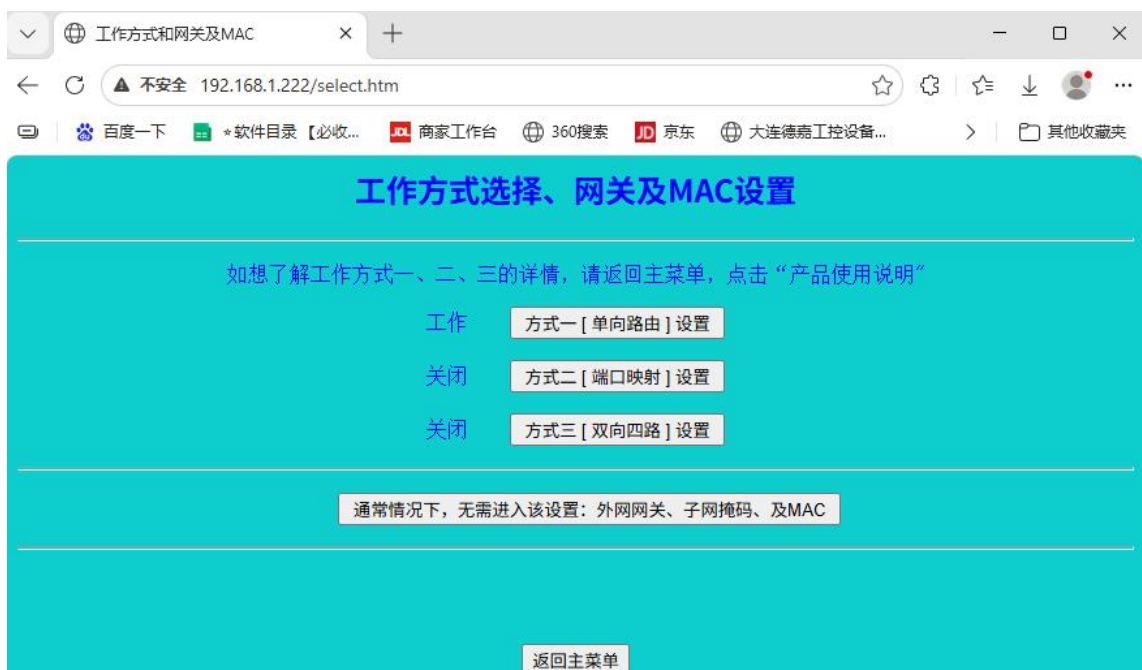 工作方式和网关及MAC
不安全 192.168.1.222/select.htm
百度一下 *软件目录【必收... JDL 商家工作台 360搜索 JD 京东 大连德嘉工控设备... 其他收藏夹
工作方式选择、网关及MAC设置
如想了解工作方式一、二、三的详情，请返回主菜单，点击“产品使用说明”
工作 方式一 [ 单向路由 ] 设置
关闭 方式二 [ 端口映射 ] 设置
关闭 方式三 [ 双向四路 ] 设置
通常情况下，无需进入该设置：外网网关、子网掩码、及MAC
返回主菜单